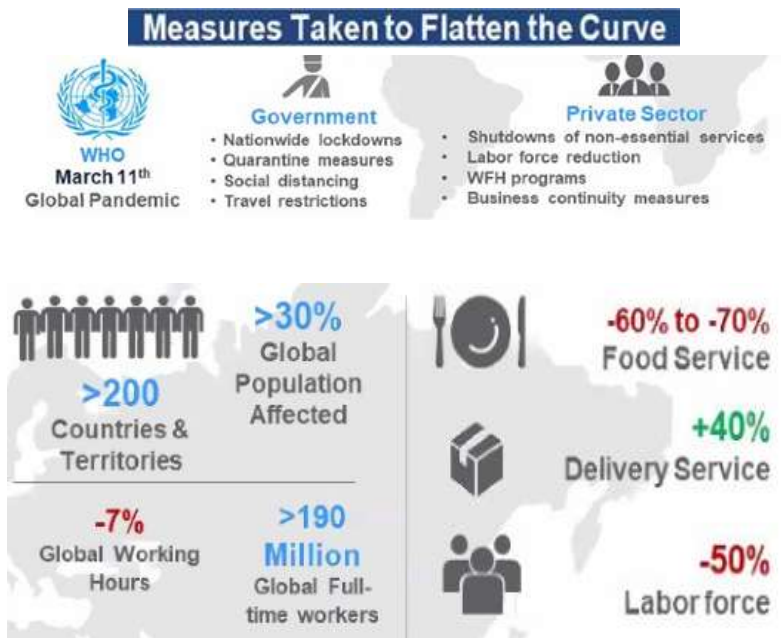 Measures Taken to Flatten the Curve
WHO
March 11th
Global Pandemic
Government
• Nationwide lockdowns
• Quarantine measures
• Social distancing
• Travel restrictions
Private Sector
• Shutdowns of non-essential services
• Labor force reduction
• WFH programs
• Business continuity measures
>200
Countries &
Territories
>30%
Global
Population
Affected
-7%
Global Working
Hours
>190
Million
Global Full-
time workers
-60% to -70%
Food Service
+40%
Delivery Service
-50%
Labor force